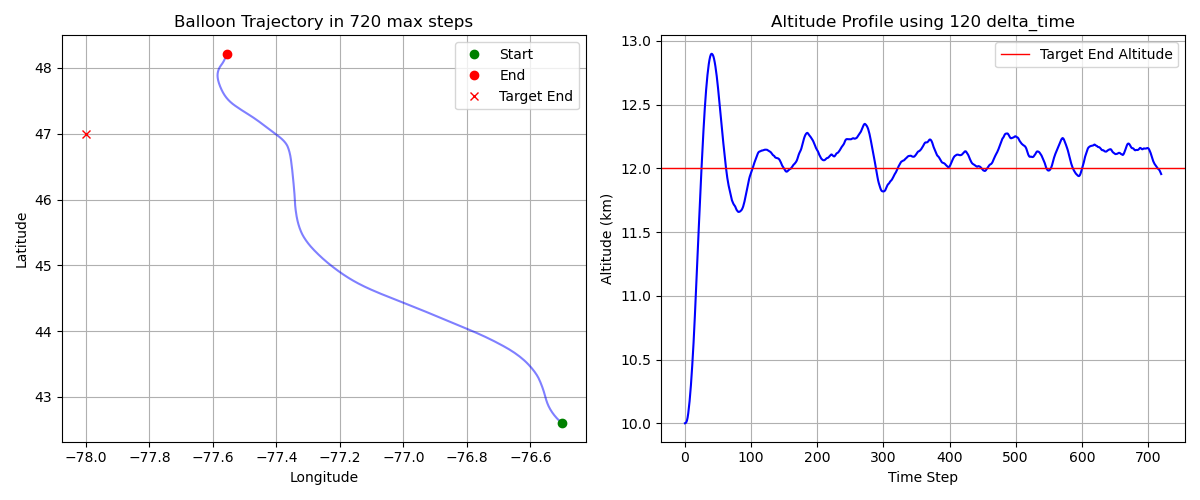 Balloon Trajectory in 720 max steps
Start
End
Target End
48
47
46
45
44
43
Latitude
−78.0
−77.8
−77.6
−77.4
−77.2
−77.0
−76.8
−76.6
Longitude
Altitude Profile using 120 delta_time
Target End Altitude
13.0
12.5
12.0
11.5
11.0
10.5
10.0
Altitude (km)
0
100
200
300
400
500
600
700
Time Step